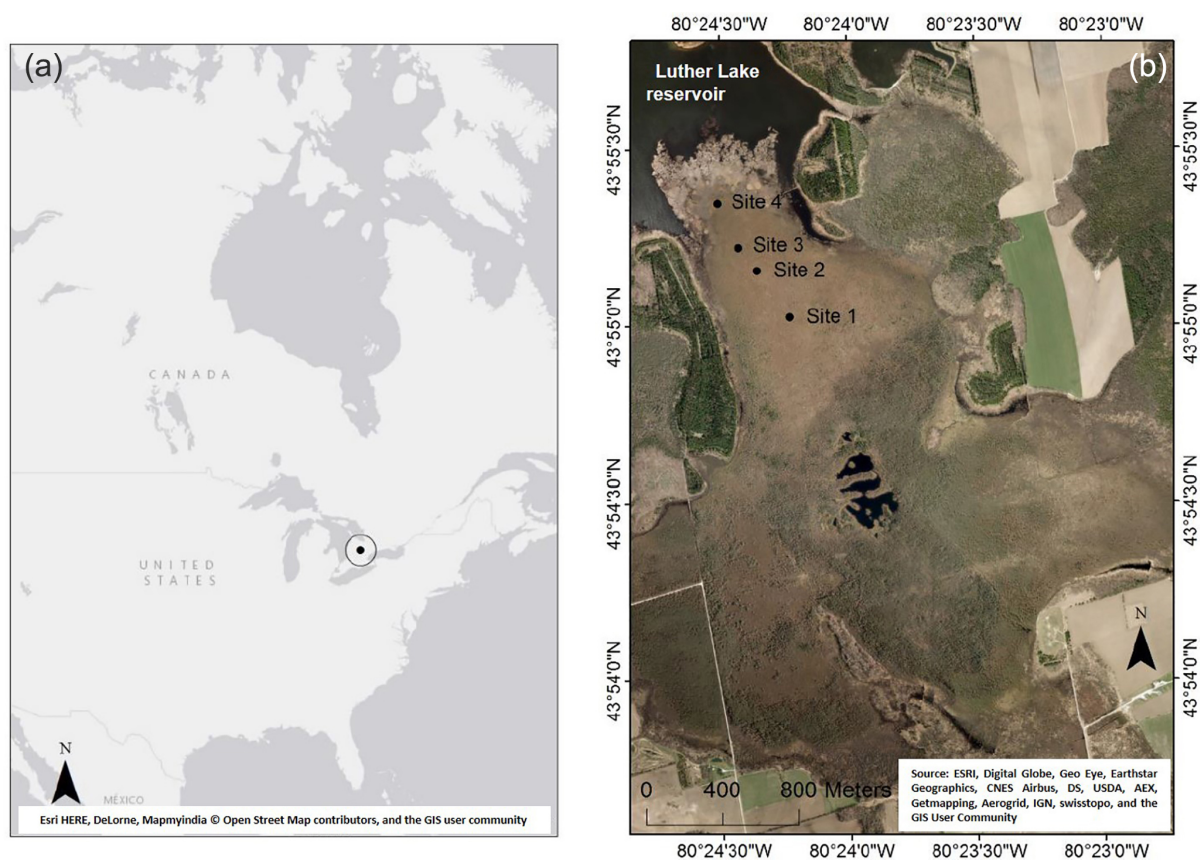 (a)
CANADA
UNITED
STATES
MÉXICO
N
Esri HERE, DeLorne, Mapmyindia © Open Street Map contributors, and the GIS user community
80°24'30"W 80°24'0"W 80°23'30"W 80°23'0"W
(b)
Luther Lake
reservoir
43°55'30"N
43°55'30"N
Site 4
Site 3
Site 2
Site 1
43°55'0"N
43°55'0"N
43°54'30"N
43°54'30"N
43°54'0"N
43°54'0"N
N
0 400 800 Meters
Source: ESRI, Digital Globe, Geo Eye, Earthstar
Geographics, CNES Airbus, DS, USDA, AEX,
Getmapping, Aerogrid, IGN, swisstopo, and the
GIS User Community
80°24'30"W 80°24'0"W 80°23'30"W 80°23'0"W